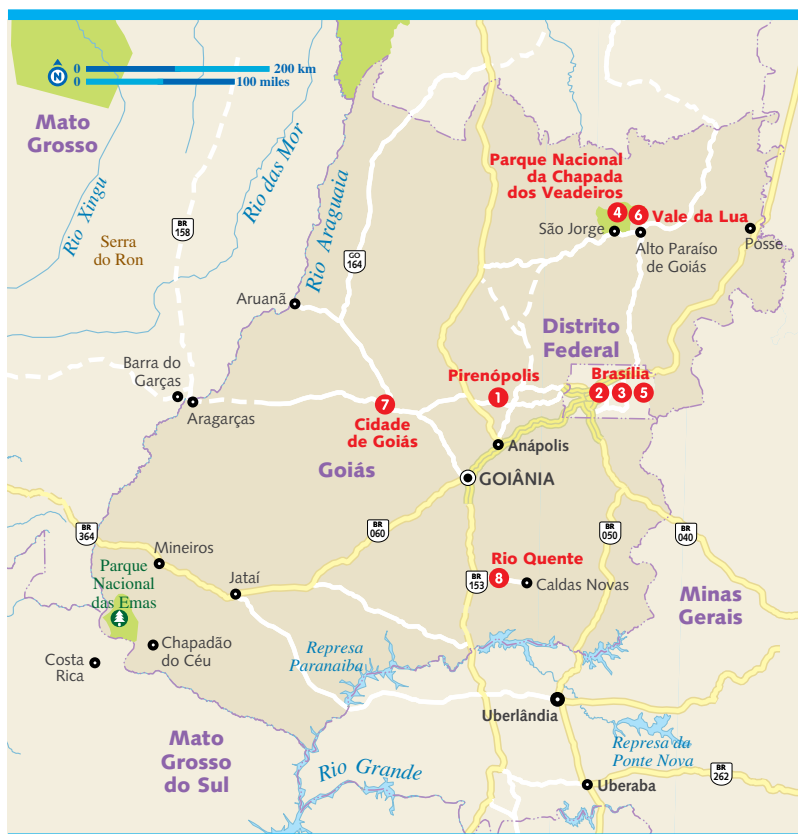 0 200 km
N
0 100 miles
Mato
Grosso
Rio Xingu
Rio das Mor
Rio Araguaia
BR
158
Serra
do Ron
GO
164
Parque Nacional
da Chapada
dos Veadeiros
4
6
Vale da Lua
São Jorge
Alto Paraíso
de Goiás
Posse
Aruanã
Distrito
Federal
Barra do
Garças
Aragarças
Pirenópolis
1
Brasília
2
3
5
7
Cidade
de Goiás
Anápolis
Goiás
GOIÂNIA
BR
364
BR
060
BR
050
BR
040
Mineiros
Parque
Nacional
das Emas
Jataí
Rio Quente
BR
153
8
Caldas Novas
Minas
Gerais
Chapadão
do Céu
Costa
Rica
Represa
Paranaiba
Uberlândia
Mato
Grosso
do Sul
Rio Grande
Represa da
Ponte Nova
BR
262
Uberaba